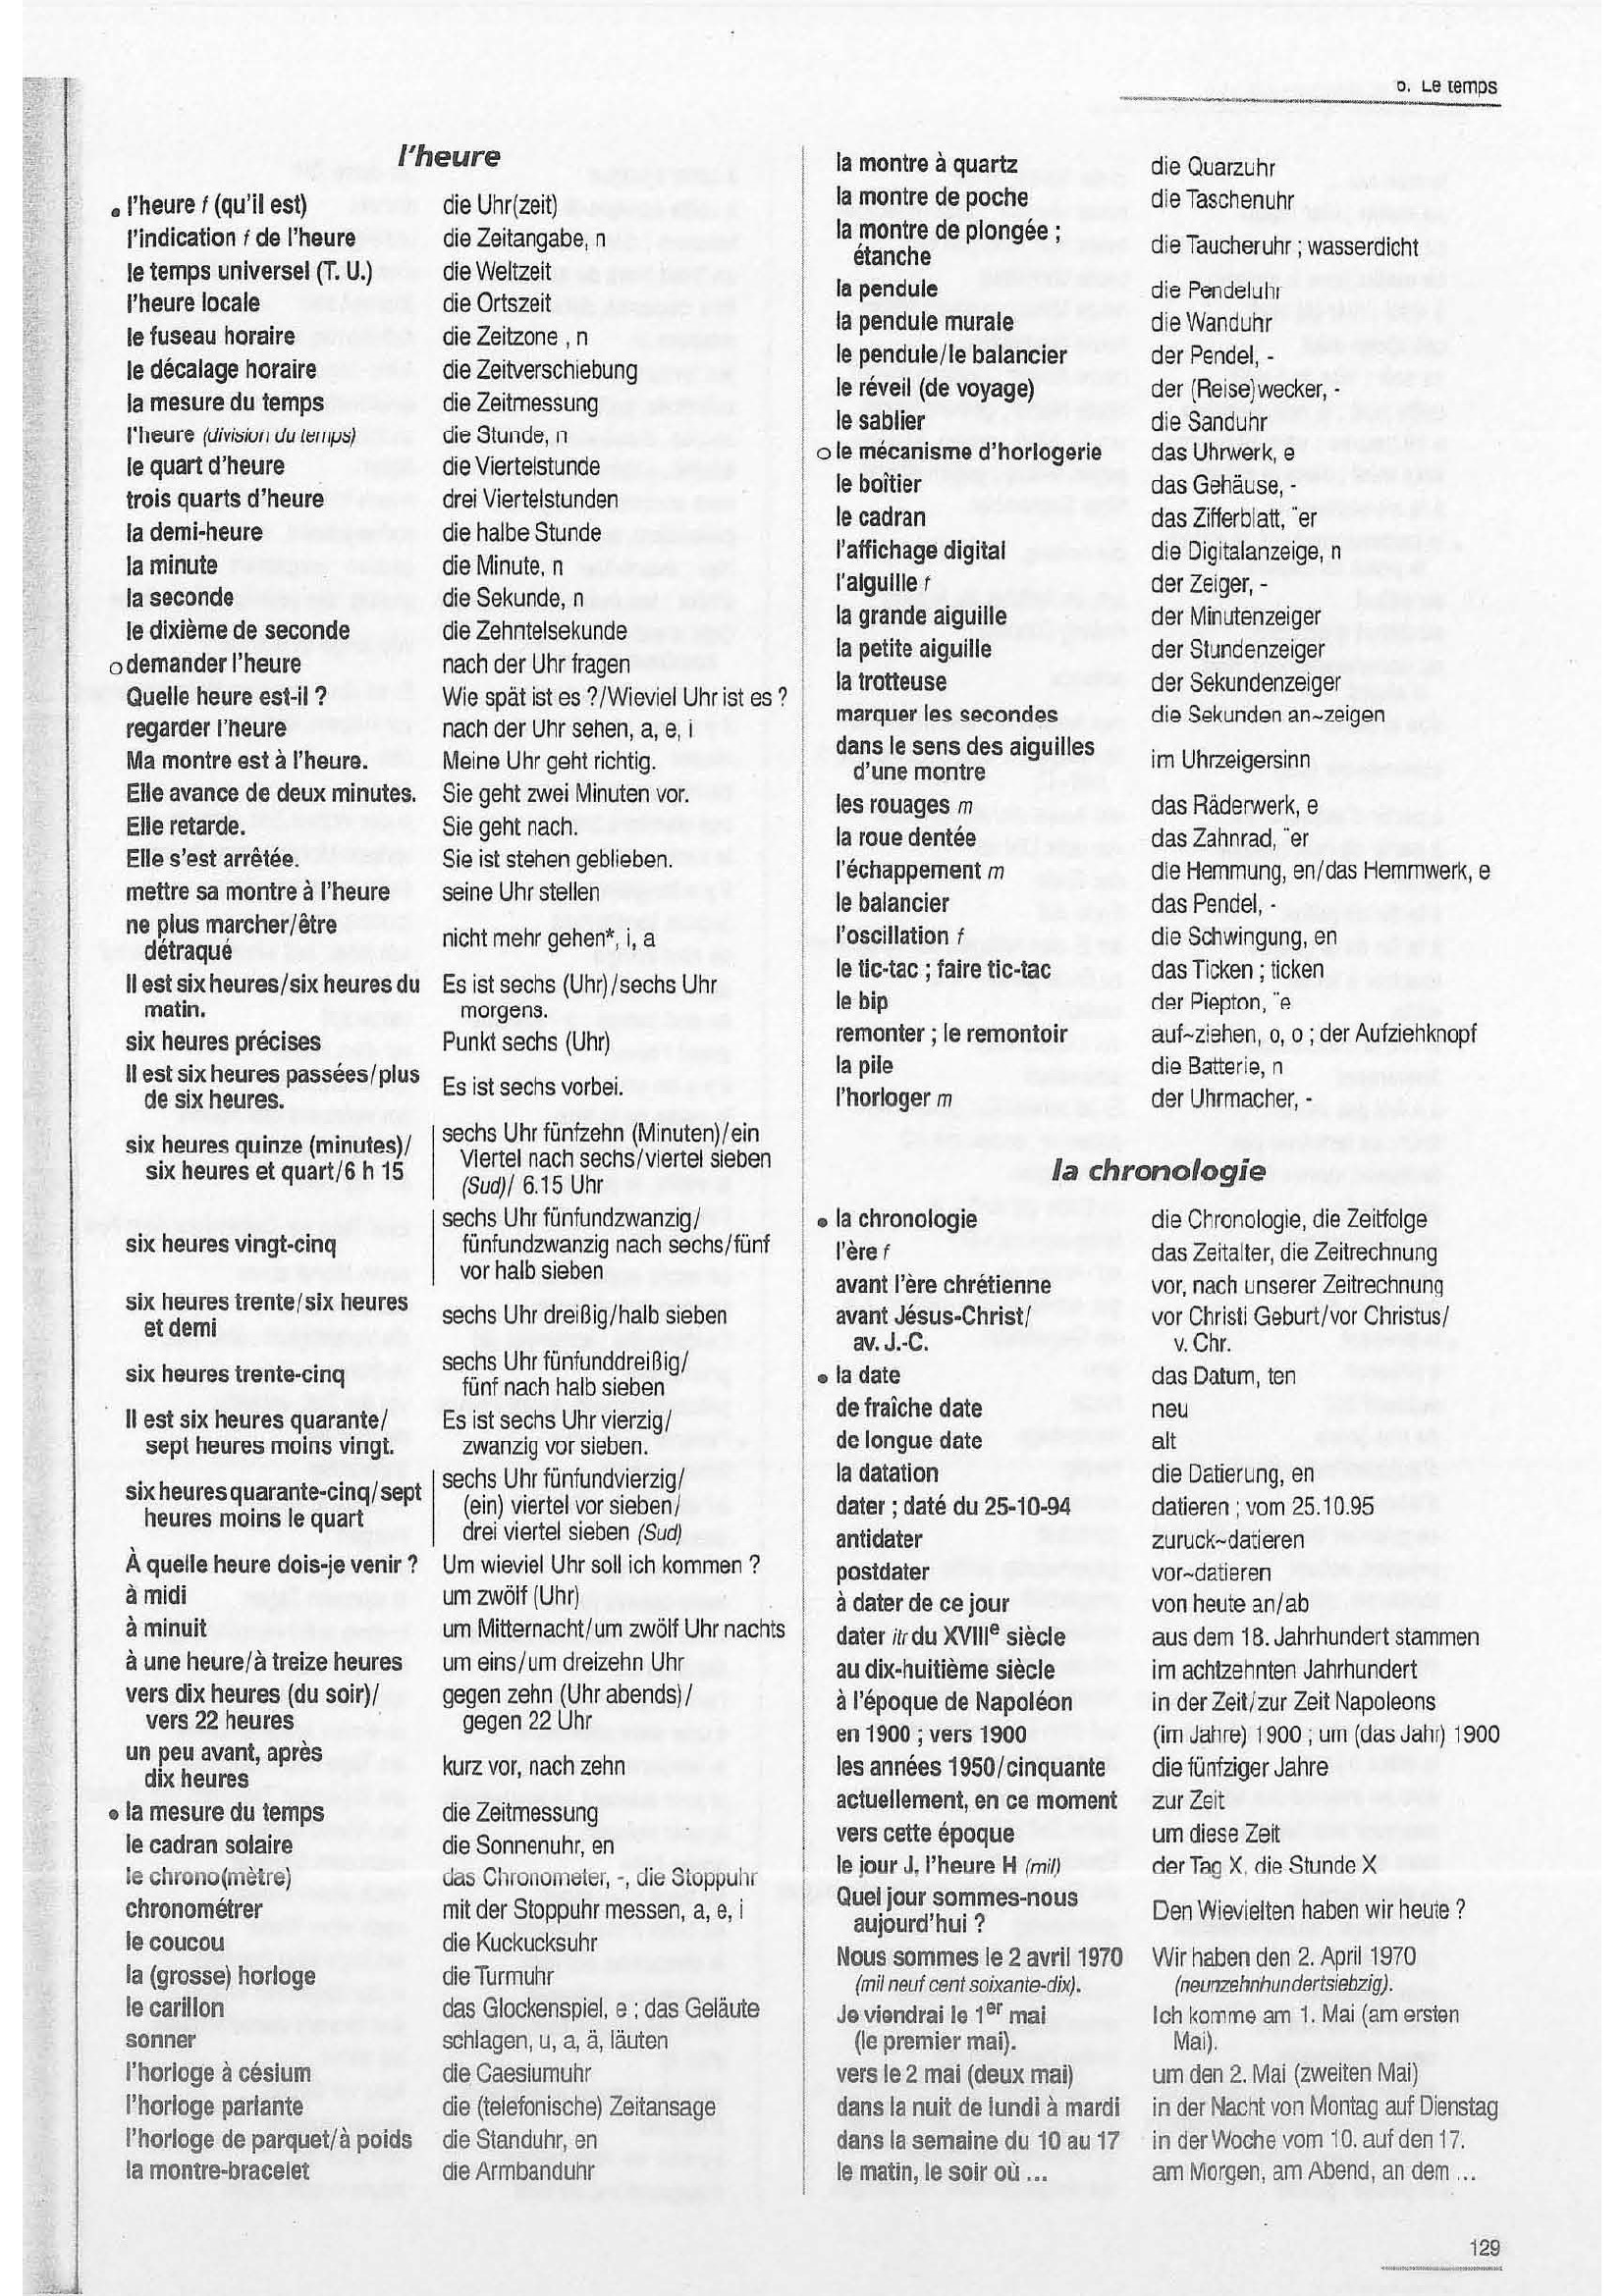 Le temps
l'heure
• l'heure f (qu'il est) die Uhr(zeit)
l'indication f de l'heure die Zeitangabe, n
le temps universel (T. U.) die Weltzeit
l'heure locale die Ortszeit
le fuseau horaire die Zeitzone , n
le décalage horaire die Zeitverschiebung
la mesure du temps die Zeitmessung
l'heure (division du temps) die Stunde, n
le quart d'heure die Viertelstunde
trois quarts d'heure drei Viertelstunden
la demi-heure die halbe Stunde
la minute die Minute, n
la seconde die Sekunde, n
le dixième de seconde die Zehntelsekunde
o demander l'heure nach der Uhr fragen
Quelle heure est-il ? Wie spät ist es ?/Wieviel Uhr ist es ?
regarder l'heure nach der Uhr sehen, a, e, i
Ma montre est à l'heure. Meine Uhr geht richtig.
Elle avance de deux minutes. Sie geht zwei Minuten vor.
Elle retarde. Sie geht nach.
Elle s'est arrêtée. Sie ist stehen geblieben.
mettre sa montre à l'heure seine Uhr stellen
ne plus marcher/être
détraqué nicht mehr gehen*, i, a
Il est six heures/six heures du Es ist sechs (Uhr)/sechs Uhr
matin. morgens.
six heures précises Punkt sechs (Uhr)
Il est six heures passées/plus
de six heures. Es ist sechs vorbei.
six heures quinze (minutes)/ sechs Uhr fünfzehn (Minuten)/ein
six heures et quart/6 h 15 Viertel nach sechs/viertel sieben
(Sud)/ 6.15 Uhr
sechs Uhr fünfundzwanzig/
six heures vingt-cinq fünfundzwanzig nach sechs/fünf
vor halb sieben
six heures trente/six heures
et demi sechs Uhr dreißig/halb sieben
six heures trente-cinq sechs Uhr fünfunddreißig/
fünf nach halb sieben
Il est six heures quarante/ Es ist sechs Uhr vierzig/
sept heures moins vingt. zwanzig vor sieben.
six heures quarante-cinq/sept sechs Uhr fünfundvierzig/
heures moins le quart (ein) viertel vor sieben/
drei viertel sieben (Sud)
À quelle heure dois-je venir ? Um wieviel Uhr soll ich kommen ?
à midi um zwölf (Uhr)
à minuit um Mitternacht/um zwölf Uhr nachts
à une heure/à treize heures um eins/um dreizehn Uhr
vers dix heures (du soir)/ gegen zehn (Uhr abends)/
vers 22 heures gegen 22 Uhr
un peu avant, après
dix heures kurz vor, nach zehn
• la mesure du temps die Zeitmessung
le cadran solaire die Sonnenuhr, en
le chrono(mètre) das Chronometer, -, die Stoppuhr
chronométrer mit der Stoppuhr messen, a, e, i
le coucou die Kuckucksuhr
la (grosse) horloge die Turmuhr
le carillon das Glockenspiel, e ; das Geläute
sonner schlagen, u, a, ä, läuten
l'horloge à césium die Caesiumuhr
l'horloge parlante die (telefonische) Zeitansage
l'horloge de parquet/à poids die Standuhr, en
la montre-bracelet die Armbanduhr
la montre à quartz die Quarzuhr
la montre de poche die Taschenuhr
la montre de plongée ;
étanche die Taucheruhr ; wasserdicht
la pendule die Pendeluhr
la pendule murale die Wanduhr
le pendule/le balancier der Pendel, -
le réveil (de voyage) der (Reise)wecker, -
le sablier die Sanduhr
o le mécanisme d'horlogerie das Uhrwerk, e
le boîtier das Gehäuse, -
le cadran das Zifferblatt, ¨er
l'affichage digital die Digitalanzeige, n
l'aiguille f der Zeiger, -
la grande aiguille der Minutenzeiger
la petite aiguille der Stundenzeiger
la trotteuse der Sekundenzeiger
marquer les secondes die Sekunden an~zeigen
dans le sens des aiguilles
d'une montre im Uhrzeigersinn
les rouages m das Räderwerk, e
la roue dentée das Zahnrad, ¨er
l'échappement m die Hemmung, en/das Hemmwerk, e
le balancier das Pendel, -
l'oscillation f die Schwingung, en
le tic-tac ; faire tic-tac das Ticken ; ticken
le bip der Piepton, ¨e
remonter ; le remontoir auf~ziehen, o, o ; der Aufziehknopf
la pile die Batterie, n
l'horloger m der Uhrmacher, -
la chronologie
• la chronologie die Chronologie, die Zeitfolge
l'ère f das Zeitalter, die Zeitrechnung
avant l'ère chrétienne vor, nach unserer Zeitrechnung
avant Jésus-Christ/ vor Christi Geburt/vor Christus/
av. J.-C. v. Chr.
• la date das Datum, ten
de fraîche date neu
de longue date alt
la datation die Datierung, en
dater ; daté du 25-10-94 datieren ; vom 25.10.95
antidater zuruck~datieren
postdater vor~datieren
à dater de ce jour von heute an/ab
dater itr du XVIIIe siècle aus dem 18. Jahrhundert stammen
au dix-huitième siècle im achtzehnten Jahrhundert
à l'époque de Napoléon in der Zeit/zur Zeit Napoleons
en 1900 ; vers 1900 (im Jahre) 1900 ; um (das Jahr) 1900
les années 1950/cinquante die fünfziger Jahre
actuellement, en ce moment zur Zeit
vers cette époque um diese Zeit
le jour J, l'heure H (mil) der Tag X, die Stunde X
Quel jour sommes-nous
aujourd'hui ? Den Wievielten haben wir heute ?
Nous sommes le 2 avril 1970 Wir haben den 2. April 1970
(mil neuf cent soixante-dix). (neunzehnhundertsiebzig).
Je viendrai le 1er mai Ich komme am 1. Mai (am ersten
(le premier mai). Mai).
vers le 2 mai (deux mai) um den 2. Mai (zweiten Mai)
dans la nuit de lundi à mardi in der Nacht von Montag auf Dienstag
dans la semaine du 10 au 17 in der Woche vom 10. auf den 17.
le matin, le soir où ... am Morgen, am Abend, an dem ...
129